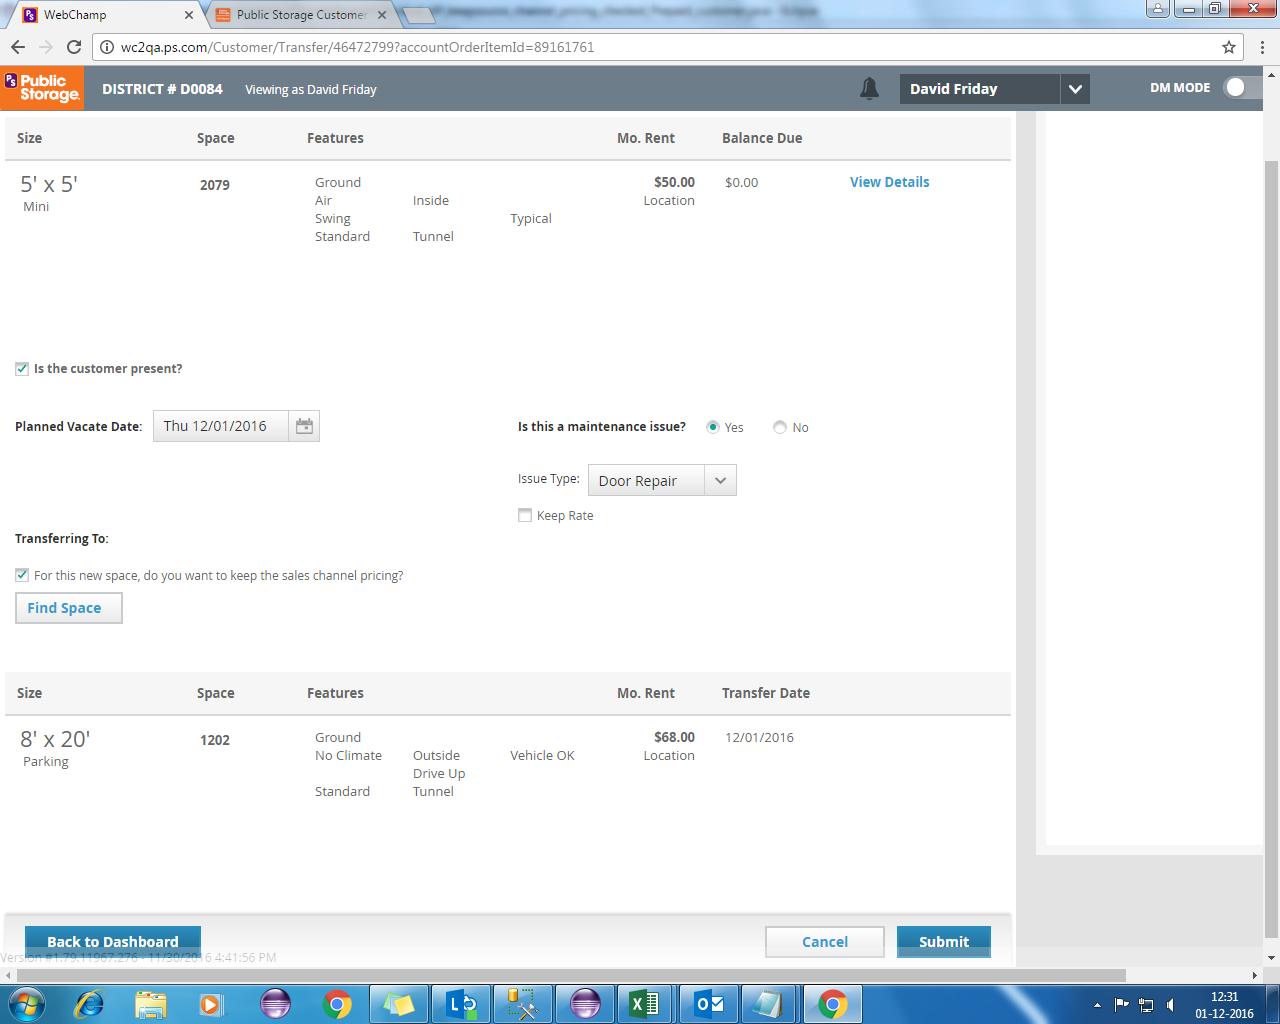 WebChamp
Public Storage Customer
wc2qa.ps.com/Customer/Transfer/46472799?accountOrderItemId=89161761
PS Public Storage.
DISTRICT # D0084
Viewing as David Friday
David Friday
DM MODE
Size Space Features Mo. Rent Balance Due
5' x 5' 2079 Ground $50.00 $0.00 View Details
Mini Air Inside Location
Swing Typical
Standard Tunnel
Is the customer present?
Planned Vacate Date: Thu 12/01/2016 Is this a maintenance issue? Yes No
Issue Type: Door Repair
Keep Rate
Transferring To:
For this new space, do you want to keep the sales channel pricing?
Find Space
Size Space Features Mo. Rent Transfer Date
8' x 20' 1202 Ground $68.00 12/01/2016
Parking No Climate Outside Vehicle OK Location
Drive Up
Standard Tunnel
Back to Dashboard Cancel Submit
Version #1.79.11967.276 - 11/30/2016 4:41:56 PM
12:31
01-12-2016